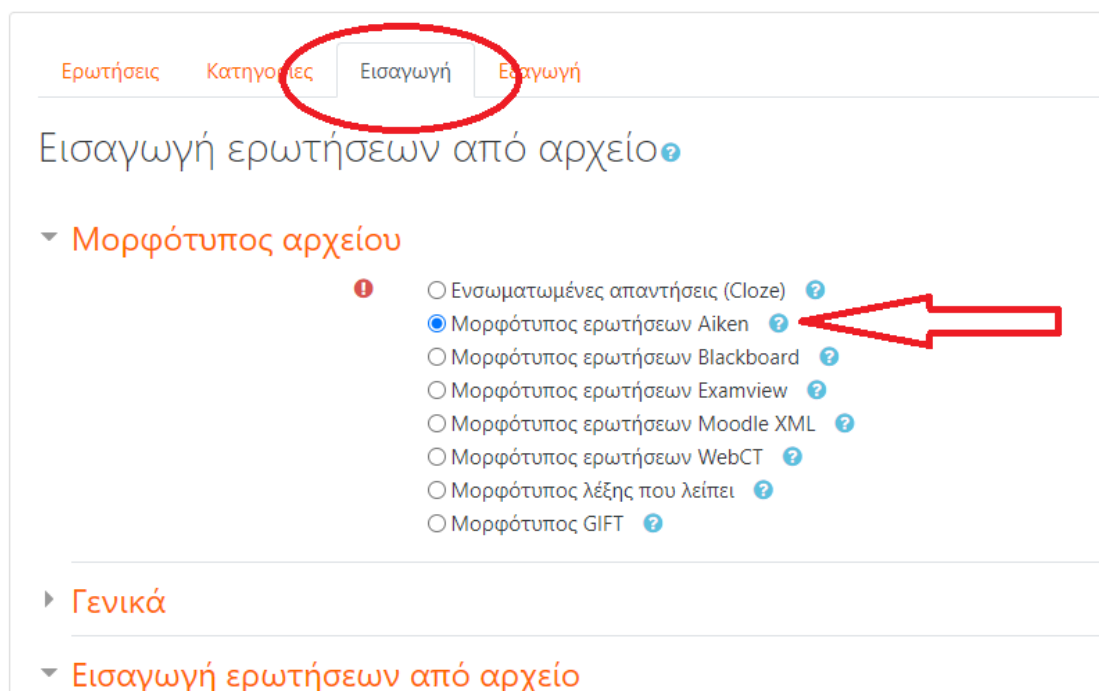 Ερωτήσεις Κατηγορίες Εισαγωγή Εξαγωγή
Εισαγωγή ερωτήσεων από αρχείο
Μορφότυπος αρχείου
Ενσωματωμένες απαντήσεις (Cloze)
Μορφότυπος ερωτήσεων Aiken
Μορφότυπος ερωτήσεων Blackboard
Μορφότυπος ερωτήσεων Examview
Μορφότυπος ερωτήσεων Moodle XML
Μορφότυπος ερωτήσεων WebCT
Μορφότυπος λέξης που λείπει
Μορφότυπος GIFT
Γενικά
Εισαγωγή ερωτήσεων από αρχείο